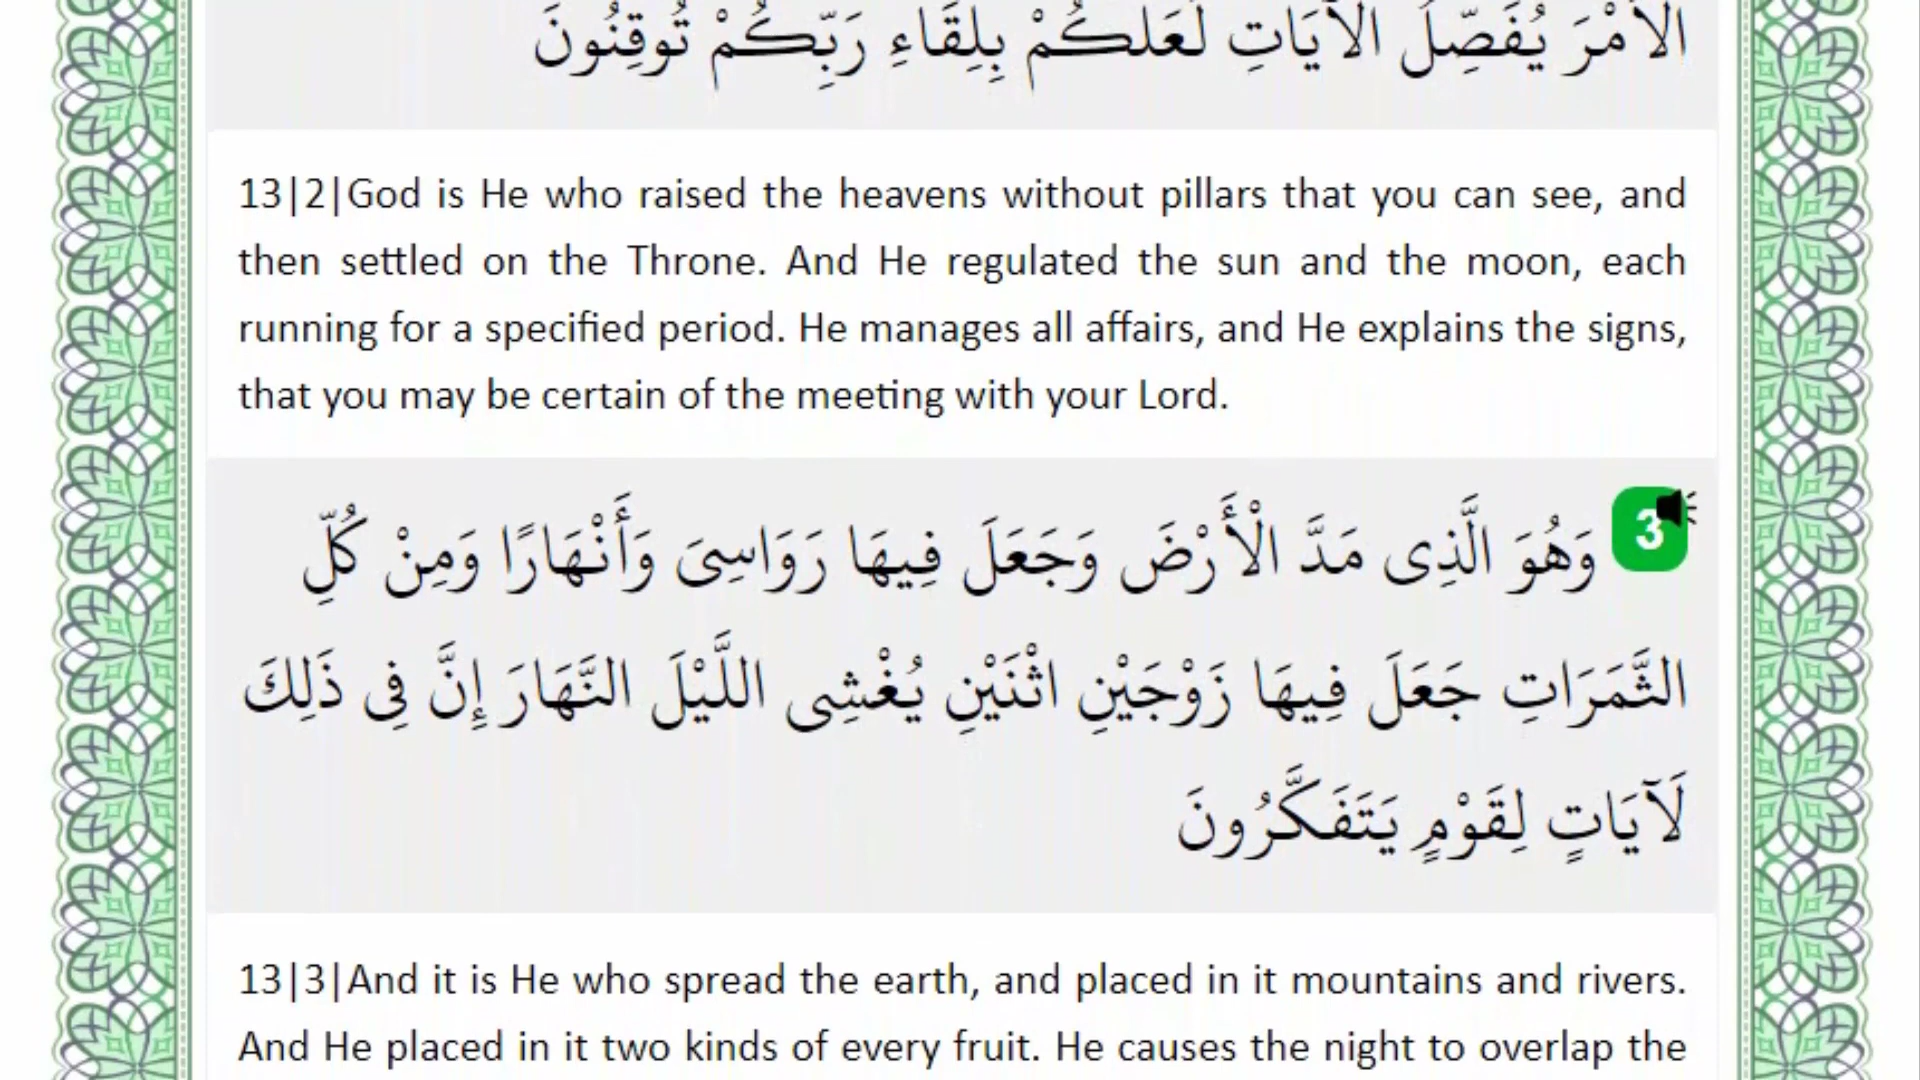 الْأَمْرَ يُفَصِّلُ الْآيَاتِ لَعَلَّكُمْ بِلِقَاءِ رَبِّكُمْ تُوقِنُونَ
13|2|God is He who raised the heavens without pillars that you can see, and
then settled on the Throne. And He regulated the sun and the moon, each
running for a specified period. He manages all affairs, and He explains the signs,
that you may be certain of the meeting with your Lord.
3 وَهُوَ الَّذِى مَدَّ الْأَرْضَ وَجَعَلَ فِيهَا رَوَاسِىَ وَأَنْهَارًا وَمِنْ كُلِّ
الثَّمَرَاتِ جَعَلَ فِيهَا زَوْجَيْنِ اثْنَيْنِ يُغْشِى اللَّيْلَ النَّهَارَ إِنَّ فِى ذَلِكَ
لَآيَاتٍ لِقَوْمٍ يَتَفَكَّرُونَ
13|3|And it is He who spread the earth, and placed in it mountains and rivers.
And He placed in it two kinds of every fruit. He causes the night to overlap the